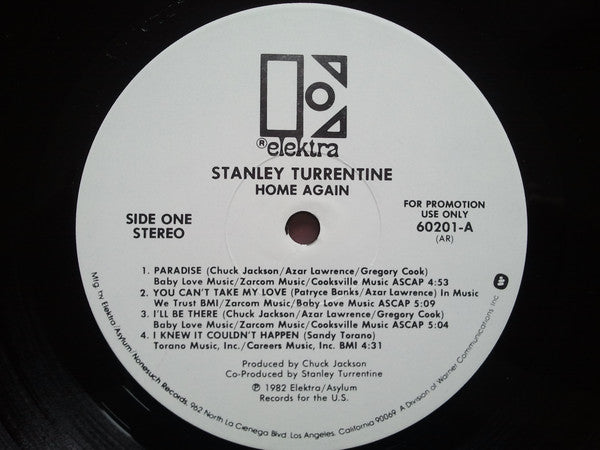 ® elektra
STANLEY TURRENTINE
HOME AGAIN
SIDE ONE
STEREO
FOR PROMOTION
USE ONLY
60201-A
(AR)
1. PARADISE (Chuck Jackson/Azar Lawrence/Gregory Cook)
Baby Love Music/Zarcom Music/Cooksville Music ASCAP 4:53
2. YOU CAN'T TAKE MY LOVE (Patryce Banks/Azar Lawrence) In Music
We Trust BMI/Zarcom Music/Baby Love Music ASCAP 5:09
3. I'LL BE THERE (Chuck Jackson/Azar Lawrence/Gregory Cook)
Baby Love Music/Zarcom Music/Cooksville Music ASCAP 5:04
4. I KNEW IT COULDN'T HAPPEN (Sandy Torano)
Torano Music, Inc./Careers Music, Inc. BMI 4:31
Produced by Chuck Jackson
Co-Produced by Stanley Turrentine
℗ 1982 Elektra/Asylum
Records for the U.S.
Mfg. by Elektra/Asylum/Nonesuch Records, 962 North La Cienega Blvd. Los Angeles, California 90069 A Division of Warner Communications Inc.